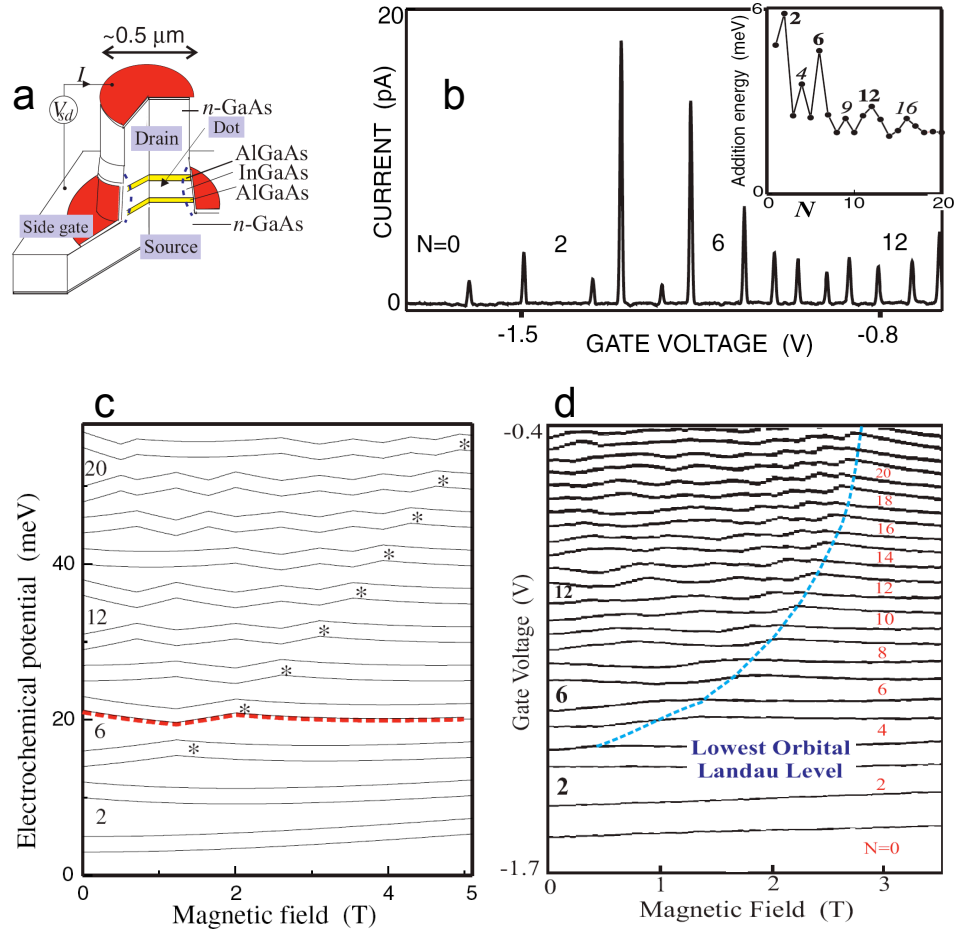 a
~0.5 μm
I
Vsd
n-GaAs
Drain
Dot
AlGaAs
InGaAs
AlGaAs
n-GaAs
Side gate
Source
b
20
CURRENT (pA)
0
N=0
2
6
12
-1.5
-0.8
GATE VOLTAGE (V)
6
Addition energy (meV)
0
2
4
6
9
12
16
N
10
20
c
Electrochemical potential (meV)
40
20
0
20
12
6
2
*
*
*
*
*
*
*
*
*
0
2
4
5
Magnetic field (T)
d
-0.4
Gate Voltage (V)
-1.7
12
6
2
20
18
16
14
12
10
8
6
4
2
N=0
Lowest Orbital
Landau Level
0
1
2
3
Magnetic Field (T)